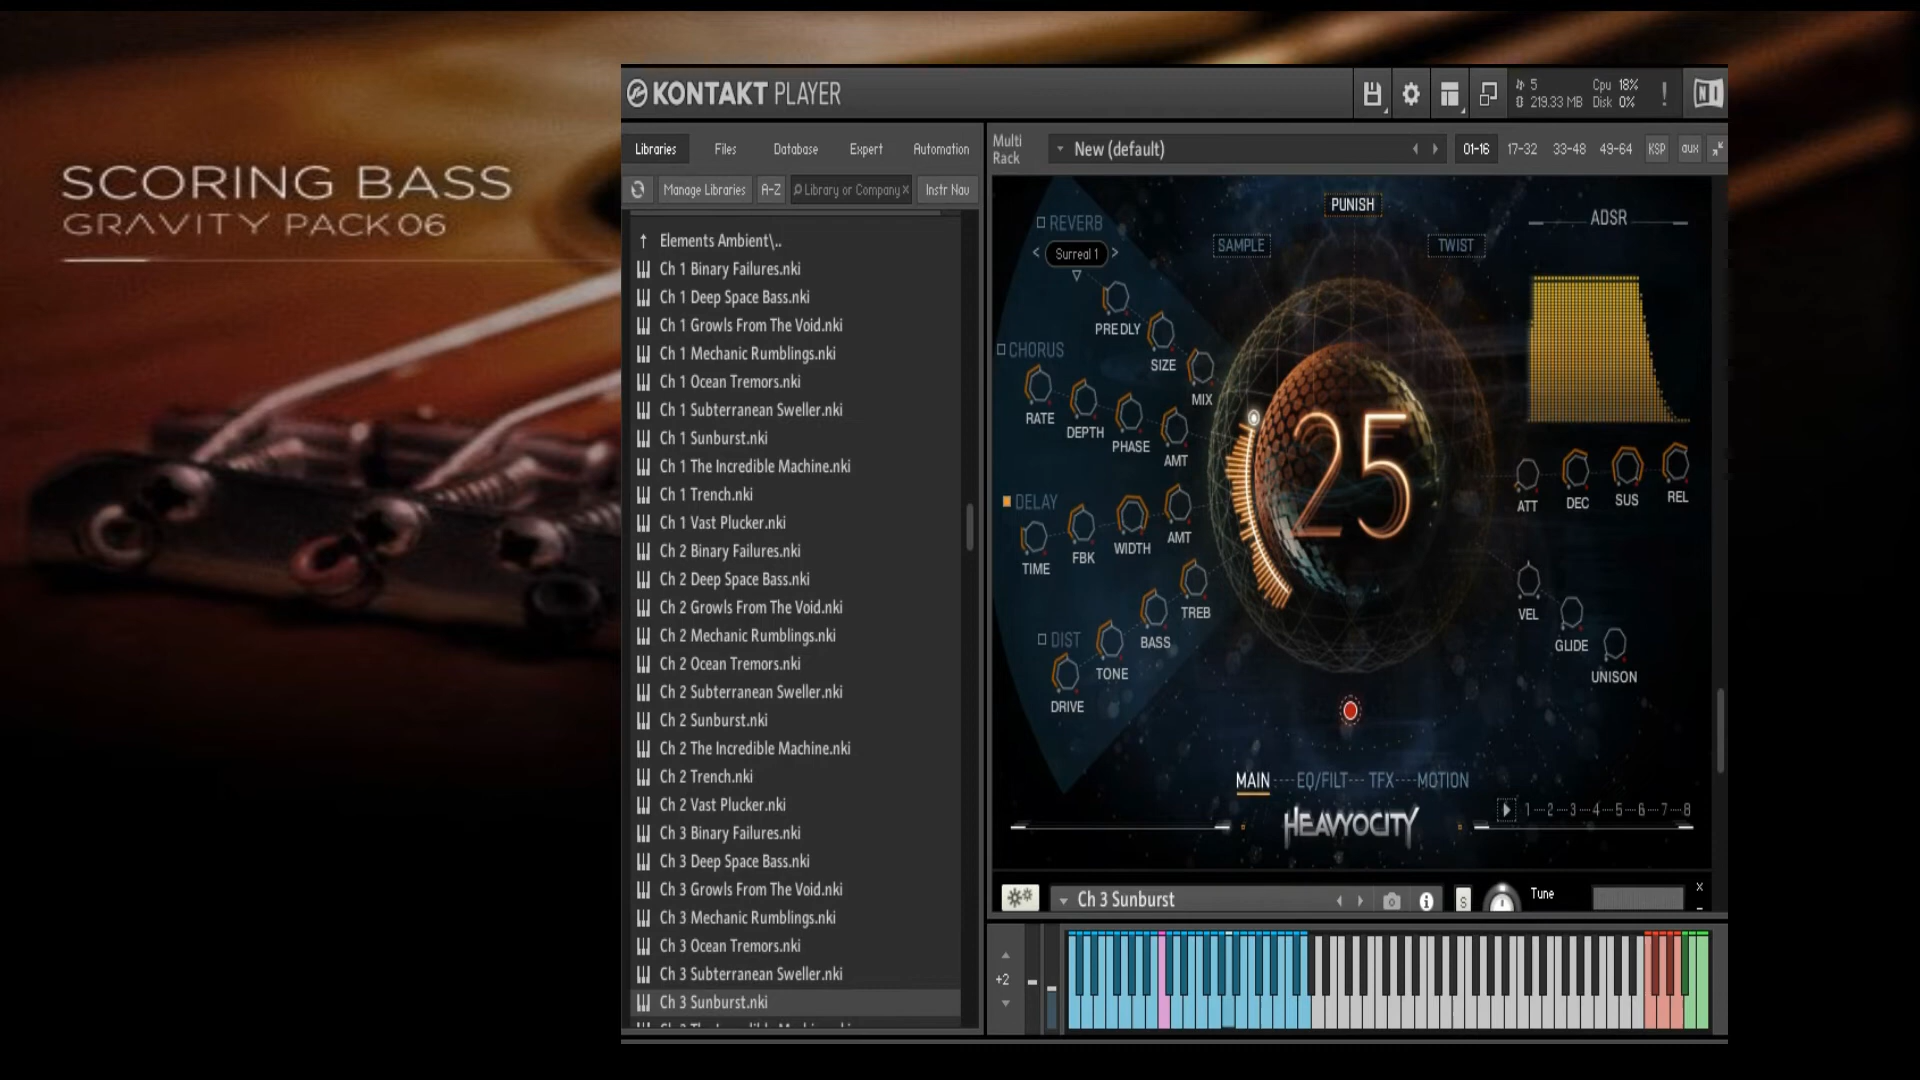 SCORING BASS
GRAVITY PACK 06
KONTAKT PLAYER
5 Cpu 18%
219.33 MB Disk 0%
!
NI
Libraries Files Database Expert Automation
Manage Libraries A-Z Library or Company × Instr Nav
Elements Ambient\..
Ch 1 Binary Failures.nki
Ch 1 Deep Space Bass.nki
Ch 1 Growls From The Void.nki
Ch 1 Mechanic Rumblings.nki
Ch 1 Ocean Tremors.nki
Ch 1 Subterranean Sweller.nki
Ch 1 Sunburst.nki
Ch 1 The Incredible Machine.nki
Ch 1 Trench.nki
Ch 1 Vast Plucker.nki
Ch 2 Binary Failures.nki
Ch 2 Deep Space Bass.nki
Ch 2 Growls From The Void.nki
Ch 2 Mechanic Rumblings.nki
Ch 2 Ocean Tremors.nki
Ch 2 Subterranean Sweller.nki
Ch 2 Sunburst.nki
Ch 2 The Incredible Machine.nki
Ch 2 Trench.nki
Ch 2 Vast Plucker.nki
Ch 3 Binary Failures.nki
Ch 3 Deep Space Bass.nki
Ch 3 Growls From The Void.nki
Ch 3 Mechanic Rumblings.nki
Ch 3 Ocean Tremors.nki
Ch 3 Subterranean Sweller.nki
Ch 3 Sunburst.nki
Multi
Rack
New (default) 01-16 17-32 33-48 49-64 KSP aux
PUNISH
SAMPLE TWIST
REVERB
< Surreal 1 >
PRE DLY
SIZE
MIX
CHORUS
RATE
DEPTH
PHASE
AMT
DELAY
TIME
FBK
WIDTH
AMT
DIST
DRIVE
TONE
BASS
TREB
25
ADSR
ATT
DEC
SUS
REL
VEL
GLIDE
UNISON
MAIN EQ/FILT TFX MOTION
HEAVYOCITY
1 2 3 4 5 6 7 8
Ch 3 Sunburst
i
S
Tune
×
+2